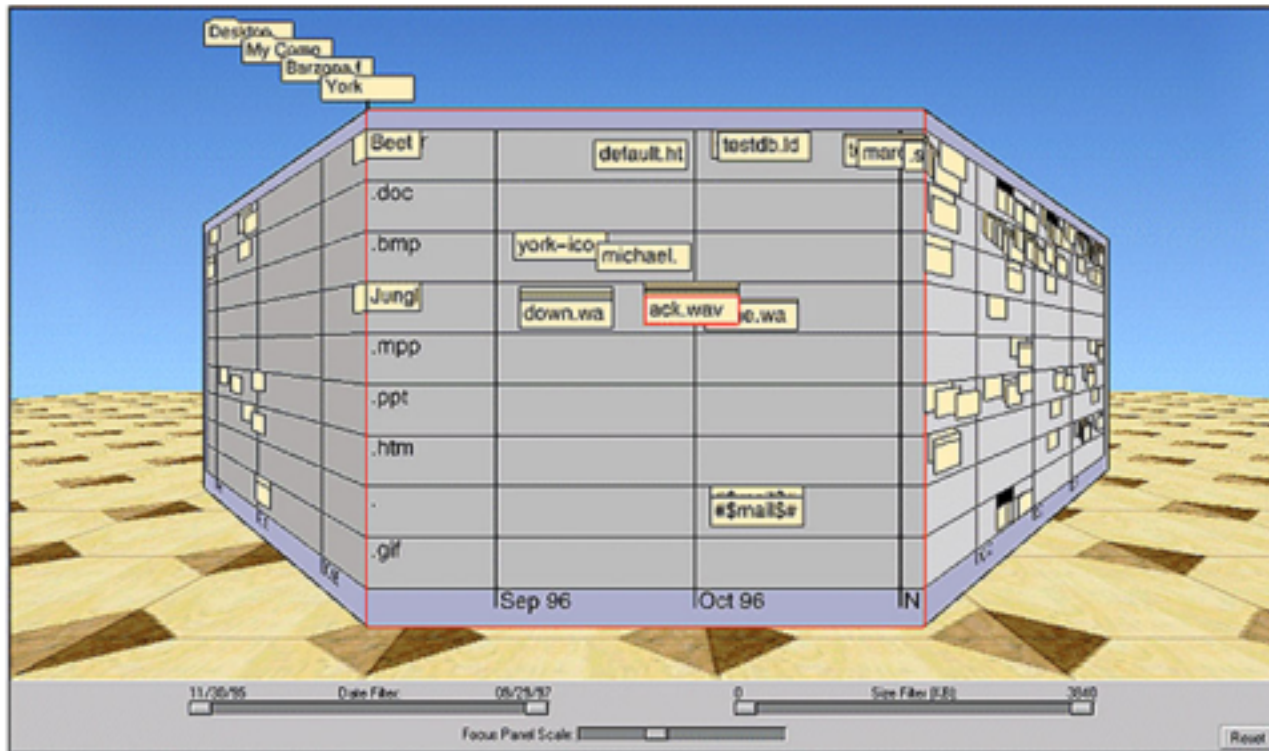 Desktop
My Comp
Barzona.f
York
Beet r
default.ht
testdb.ld
marc .s
.doc
.bmp
york-ico
michael.
Jungl
down.wa
ack.wav
e.wa
.mpp
.ppt
.htm
.
#$mail$#
.gif
Sep 96
Oct 96
N
11/30/95 Date Filter: 09/29/97
0 Size Filter (KB): 3840
Focus Panel Scale:
Reset